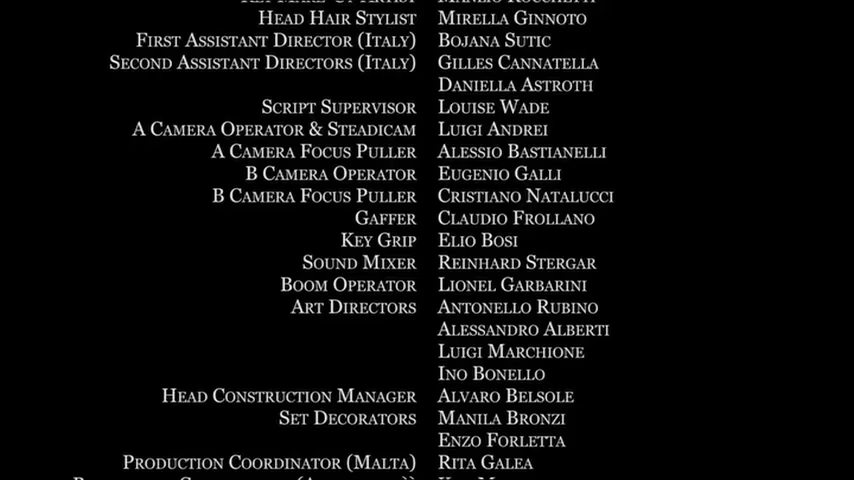 Head Hair Stylist Mirella Ginnoto
First Assistant Director (Italy) Bojana Sutic
Second Assistant Directors (Italy) Gilles Cannatella
Daniella Astroth
Script Supervisor Louise Wade
A Camera Operator & Steadicam Luigi Andrei
A Camera Focus Puller Alessio Bastianelli
B Camera Operator Eugenio Galli
B Camera Focus Puller Cristiano Natalucci
Gaffer Claudio Frollano
Key Grip Elio Bosi
Sound Mixer Reinhard Stergar
Boom Operator Lionel Garbarini
Art Directors Antonello Rubino
Alessandro Alberti
Luigi Marchione
Ino Bonello
Head Construction Manager Alvaro Belsole
Set Decorators Manila Bronzi
Enzo Forletta
Production Coordinator (Malta) Rita Galea